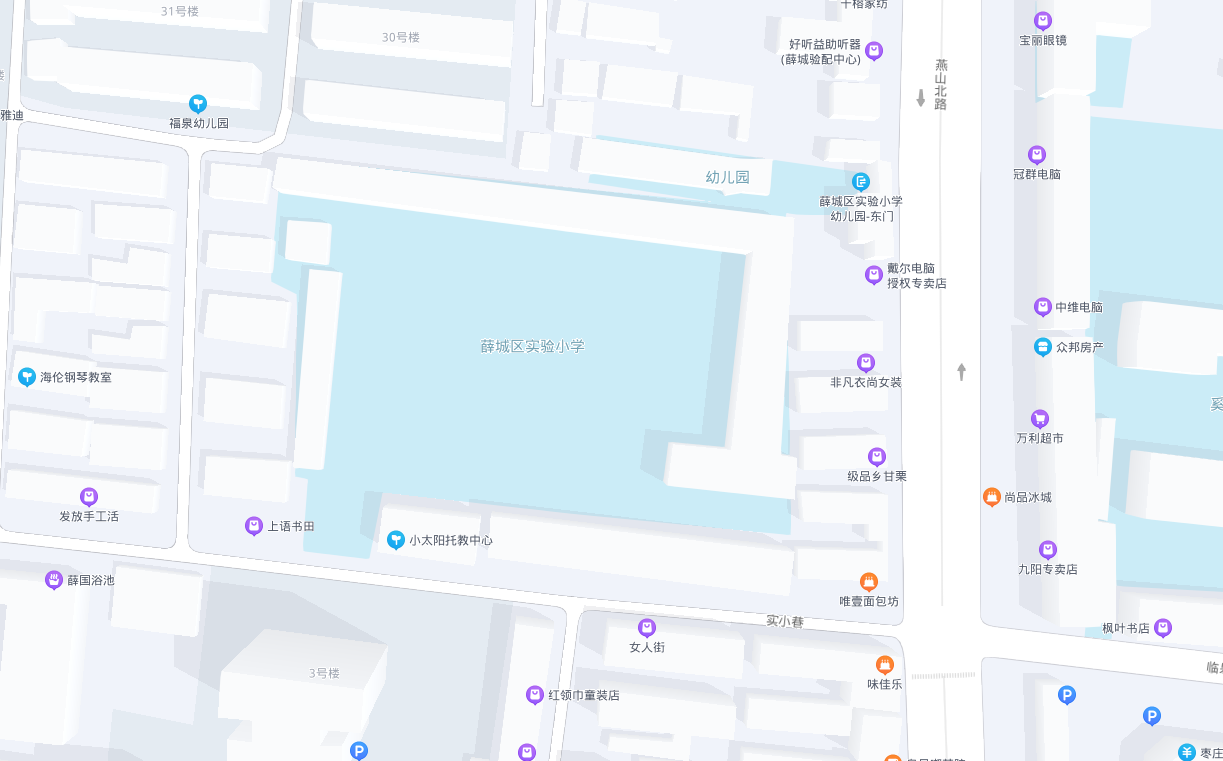 31号楼
30号楼
好听益助听器
(薛城验配中心)
宝丽眼镜
燕山北路
福泉幼儿园
雅迪
幼儿园
冠群电脑
薛城区实验小学
幼儿园-东门
戴尔电脑
授权专卖店
中维电脑
薛城区实验小学
众邦房产
海伦钢琴教室
非凡衣尚女装
万利超市
级品乡甘栗
发放手工活
尚品冰城
上语书田
小太阳托教中心
九阳专卖店
薛国浴池
唯壹面包坊
实小巷
枫叶书店
女人街
3号楼
味佳乐
红领巾童装店
P
P
P
枣庄